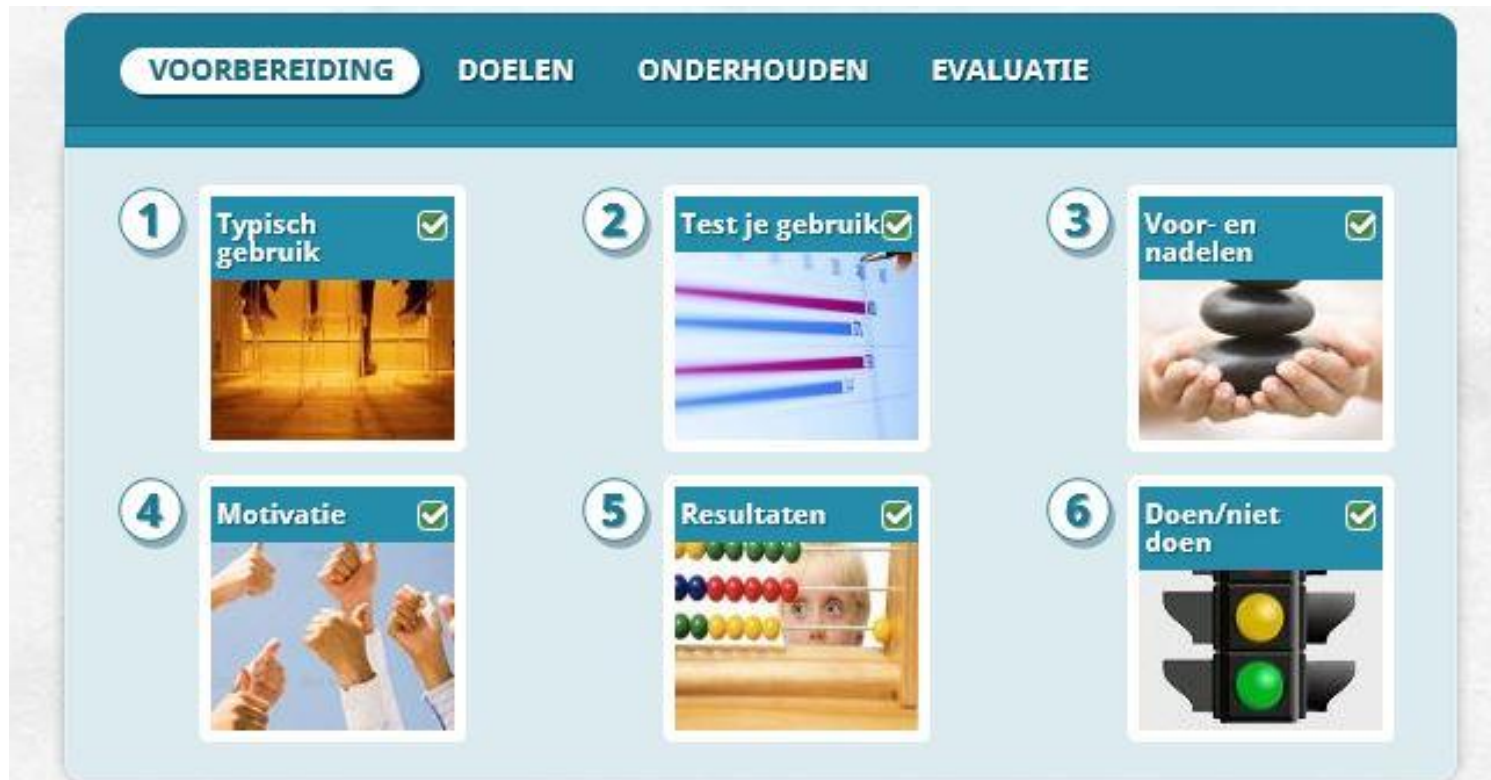 VOORBEREIDING DOELEN ONDERHOUDEN EVALUATIE
1
Typisch
gebruik
2
Test je gebruik
3
Voor- en
nadelen
4
Motivatie
5
Resultaten
6
Doen/niet
doen